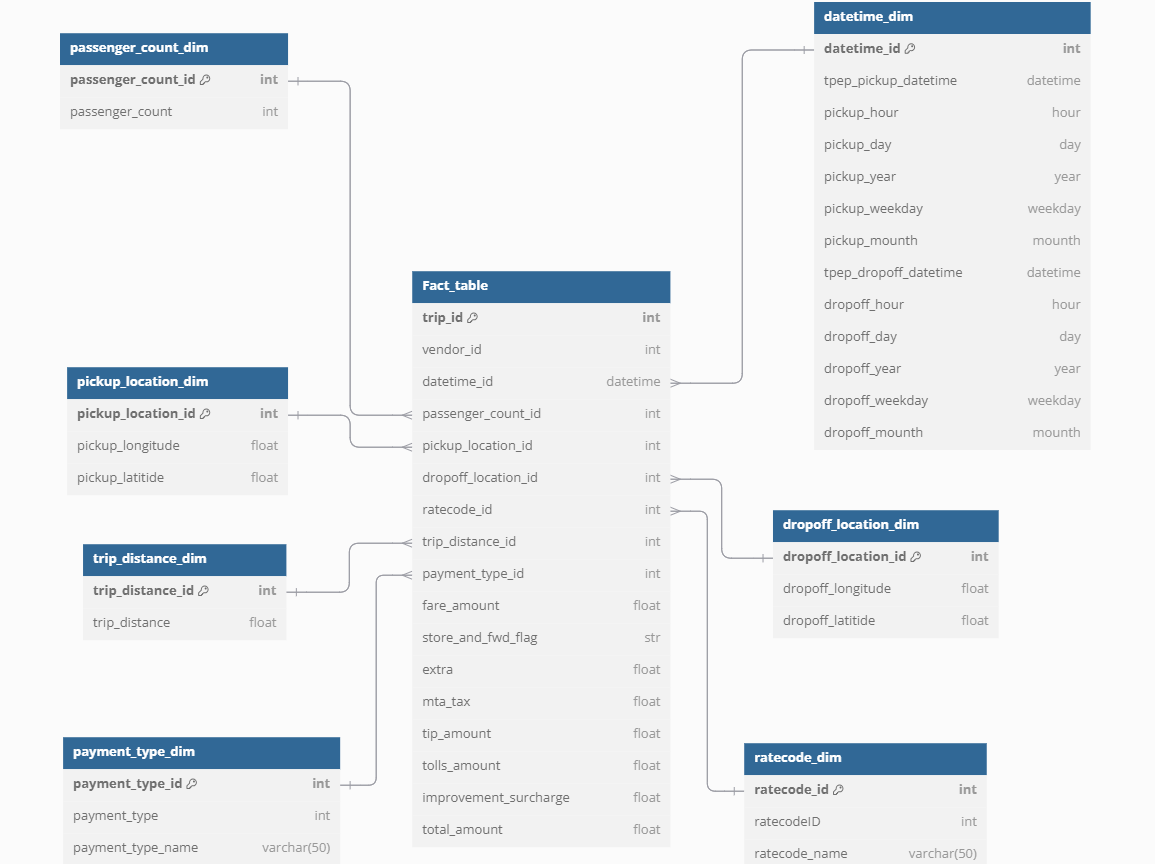 passenger_count_dim
passenger_count_id int
passenger_count int
datetime_dim
datetime_id int
tpep_pickup_datetime datetime
pickup_hour hour
pickup_day day
pickup_year year
pickup_weekday weekday
pickup_mounth mounth
tpep_dropoff_datetime datetime
dropoff_hour hour
dropoff_day day
dropoff_year year
dropoff_weekday weekday
dropoff_mounth mounth
Fact_table
trip_id int
vendor_id int
datetime_id datetime
passenger_count_id int
pickup_location_id int
dropoff_location_id int
ratecode_id int
trip_distance_id int
payment_type_id int
fare_amount float
store_and_fwd_flag str
extra float
mta_tax float
tip_amount float
tolls_amount float
improvement_surcharge float
total_amount float
pickup_location_dim
pickup_location_id int
pickup_longitude float
pickup_latitide float
trip_distance_dim
trip_distance_id int
trip_distance float
dropoff_location_dim
dropoff_location_id int
dropoff_longitude float
dropoff_latitide float
payment_type_dim
payment_type_id int
payment_type int
payment_type_name varchar(50)
ratecode_dim
ratecode_id int
ratecodeID int
ratecode_name varchar(50)